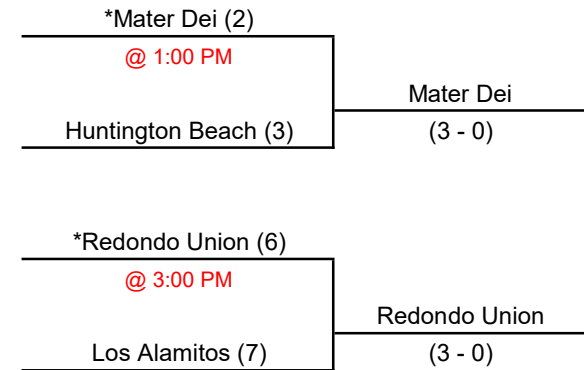 *Mater Dei (2)
@ 1:00 PM
Mater Dei
Huntington Beach (3)
(3 - 0)
*Redondo Union (6)
@ 3:00 PM
Redondo Union
Los Alamitos (7)
(3 - 0)